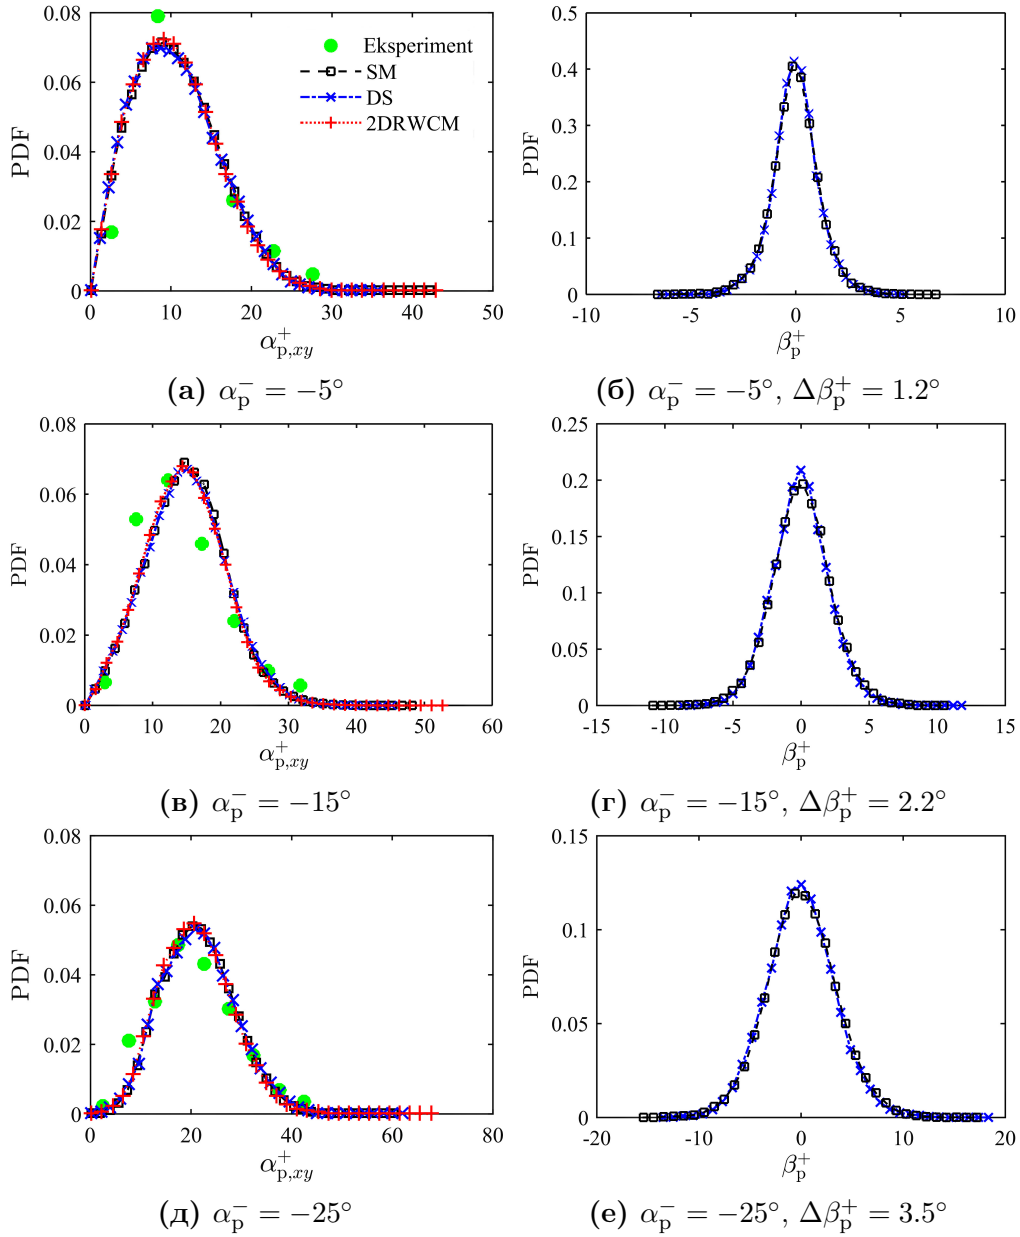 0.08
0.06
0.04
0.02
0
PDF
Eksperiment
SM
DS
2DRWCM
0 10 20 30 40 50
α⁺p,xy
(а) α⁻p = −5°
0.5
0.4
0.3
0.2
0.1
0
PDF
-10 -5 0 5 10
β⁺p
(б) α⁻p = −5°, Δβ⁺p = 1.2°
0.08
0.06
0.04
0.02
0
PDF
0 10 20 30 40 50 60
α⁺p,xy
(в) α⁻p = −15°
0.25
0.2
0.15
0.1
0.05
0
PDF
-15 -10 -5 0 5 10 15
β⁺p
(г) α⁻p = −15°, Δβ⁺p = 2.2°
0.08
0.06
0.04
0.02
0
PDF
0 20 40 60 80
α⁺p,xy
(д) α⁻p = −25°
0.15
0.1
0.05
0
PDF
-20 -10 0 10 20
β⁺p
(е) α⁻p = −25°, Δβ⁺p = 3.5°